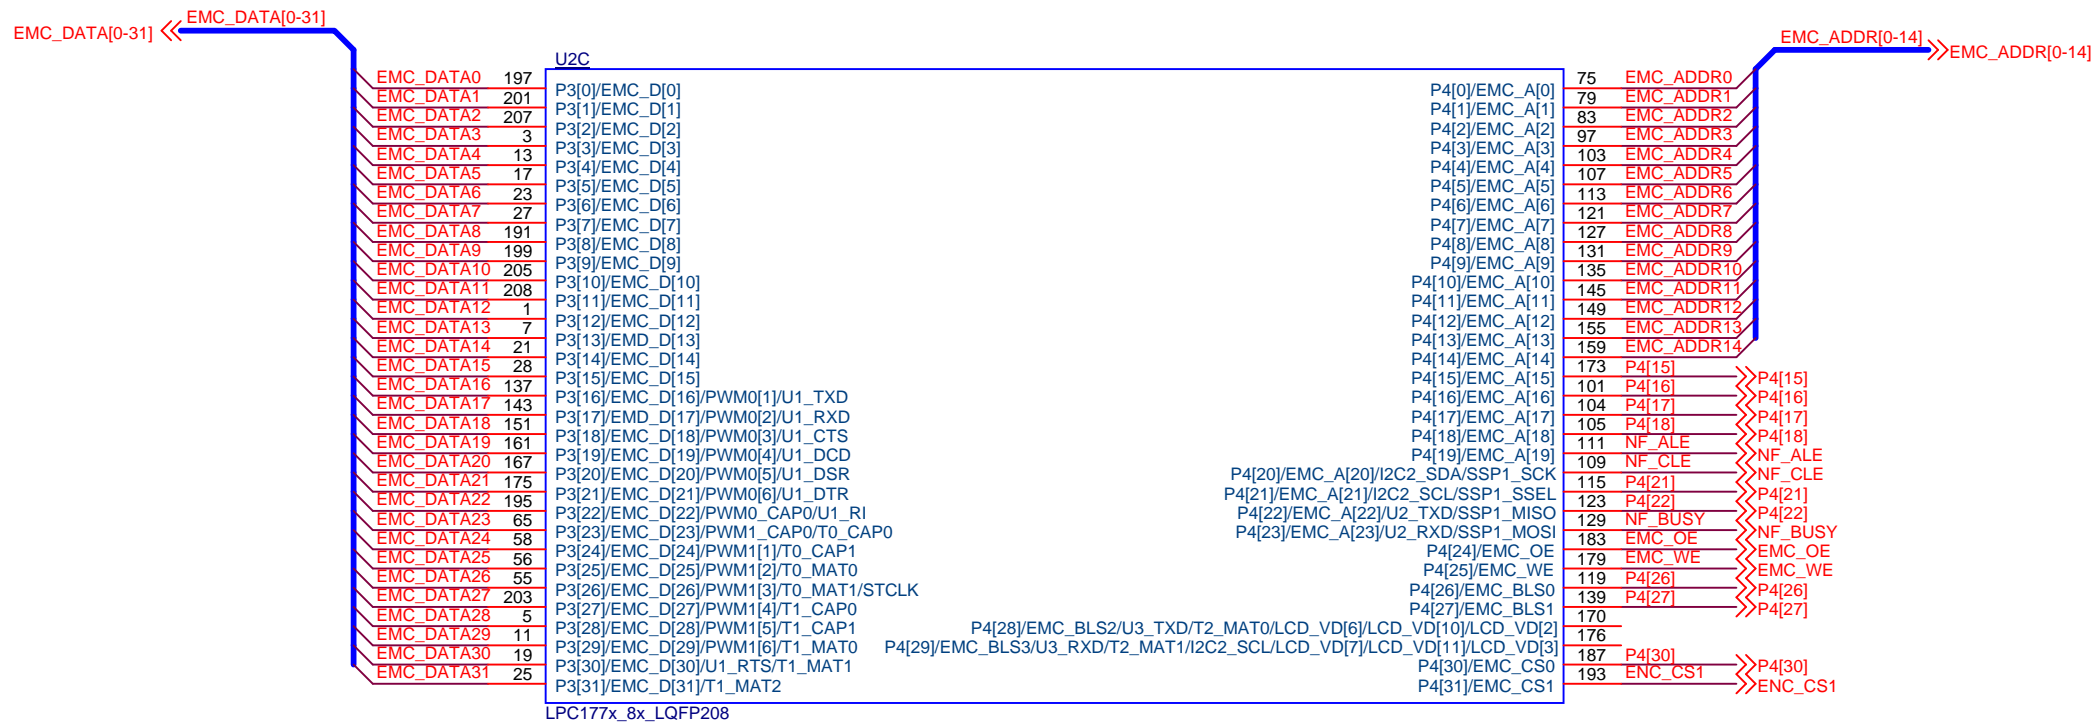 EMC_DATA[0-31]
EMC_DATA[0-31]
EMC_ADDR[0-14]
EMC_ADDR[0-14]
U2C
EMC_DATA0 197 P3[0]/EMC_D[0] P4[0]/EMC_A[0] 75 EMC_ADDR0
EMC_DATA1 201 P3[1]/EMC_D[1] P4[1]/EMC_A[1] 79 EMC_ADDR1
EMC_DATA2 207 P3[2]/EMC_D[2] P4[2]/EMC_A[2] 83 EMC_ADDR2
EMC_DATA3 3 P3[3]/EMC_D[3] P4[3]/EMC_A[3] 97 EMC_ADDR3
EMC_DATA4 13 P3[4]/EMC_D[4] P4[4]/EMC_A[4] 103 EMC_ADDR4
EMC_DATA5 17 P3[5]/EMC_D[5] P4[5]/EMC_A[5] 107 EMC_ADDR5
EMC_DATA6 23 P3[6]/EMC_D[6] P4[6]/EMC_A[6] 113 EMC_ADDR6
EMC_DATA7 27 P3[7]/EMC_D[7] P4[7]/EMC_A[7] 121 EMC_ADDR7
EMC_DATA8 191 P3[8]/EMC_D[8] P4[8]/EMC_A[8] 127 EMC_ADDR8
EMC_DATA9 199 P3[9]/EMC_D[9] P4[9]/EMC_A[9] 131 EMC_ADDR9
EMC_DATA10 205 P3[10]/EMC_D[10] P4[10]/EMC_A[10] 135 EMC_ADDR10
EMC_DATA11 208 P3[11]/EMC_D[11] P4[11]/EMC_A[11] 145 EMC_ADDR11
EMC_DATA12 1 P3[12]/EMC_D[12] P4[12]/EMC_A[12] 149 EMC_ADDR12
EMC_DATA13 7 P3[13]/EMD_D[13] P4[13]/EMC_A[13] 155 EMC_ADDR13
EMC_DATA14 21 P3[14]/EMC_D[14] P4[14]/EMC_A[14] 159 EMC_ADDR14
EMC_DATA15 28 P3[15]/EMC_D[15] P4[15]/EMC_A[15] 173 P4[15] P4[15]
EMC_DATA16 137 P3[16]/EMC_D[16]/PWM0[1]/U1_TXD P4[16]/EMC_A[16] 101 P4[16] P4[16]
EMC_DATA17 143 P3[17]/EMD_D[17]/PWM0[2]/U1_RXD P4[17]/EMC_A[17] 104 P4[17] P4[17]
EMC_DATA18 151 P3[18]/EMC_D[18]/PWM0[3]/U1_CTS P4[18]/EMC_A[18] 105 P4[18] P4[18]
EMC_DATA19 161 P3[19]/EMC_D[19]/PWM0[4]/U1_DCD P4[19]/EMC_A[19] 111 NF_ALE NF_ALE
EMC_DATA20 167 P3[20]/EMC_D[20]/PWM0[5]/U1_DSR P4[20]/EMC_A[20]/I2C2_SDA/SSP1_SCK 109 NF_CLE NF_CLE
EMC_DATA21 175 P3[21]/EMC_D[21]/PWM0[6]/U1_DTR P4[21]/EMC_A[21]/I2C2_SCL/SSP1_SSEL 115 P4[21] P4[21]
EMC_DATA22 195 P3[22]/EMC_D[22]/PWM0_CAP0/U1_RI P4[22]/EMC_A[22]/U2_TXD/SSP1_MISO 123 P4[22] P4[22]
EMC_DATA23 65 P3[23]/EMC_D[23]/PWM1_CAP0/T0_CAP0 P4[23]/EMC_A[23]/U2_RXD/SSP1_MOSI 129 NF_BUSY NF_BUSY
EMC_DATA24 58 P3[24]/EMC_D[24]/PWM1[1]/T0_CAP1 P4[24]/EMC_OE 183 EMC_OE EMC_OE
EMC_DATA25 56 P3[25]/EMC_D[25]/PWM1[2]/T0_MAT0 P4[25]/EMC_WE 179 EMC_WE EMC_WE
EMC_DATA26 55 P3[26]/EMC_D[26]/PWM1[3]/T0_MAT1/STCLK P4[26]/EMC_BLS0 119 P4[26] P4[26]
EMC_DATA27 203 P3[27]/EMC_D[27]/PWM1[4]/T1_CAP0 P4[27]/EMC_BLS1 139 P4[27] P4[27]
EMC_DATA28 5 P3[28]/EMC_D[28]/PWM1[5]/T1_CAP1 P4[28]/EMC_BLS2/U3_TXD/T2_MAT0/LCD_VD[6]/LCD_VD[10]/LCD_VD[2] 170
EMC_DATA29 11 P3[29]/EMC_D[29]/PWM1[6]/T1_MAT0 P4[29]/EMC_BLS3/U3_RXD/T2_MAT1/I2C2_SCL/LCD_VD[7]/LCD_VD[11]/LCD_VD[3] 176
EMC_DATA30 19 P3[30]/EMC_D[30]/U1_RTS/T1_MAT1 P4[30]/EMC_CS0 187 P4[30] P4[30]
EMC_DATA31 25 P3[31]/EMC_D[31]/T1_MAT2 P4[31]/EMC_CS1 193 ENC_CS1 ENC_CS1
LPC177x_8x_LQFP208